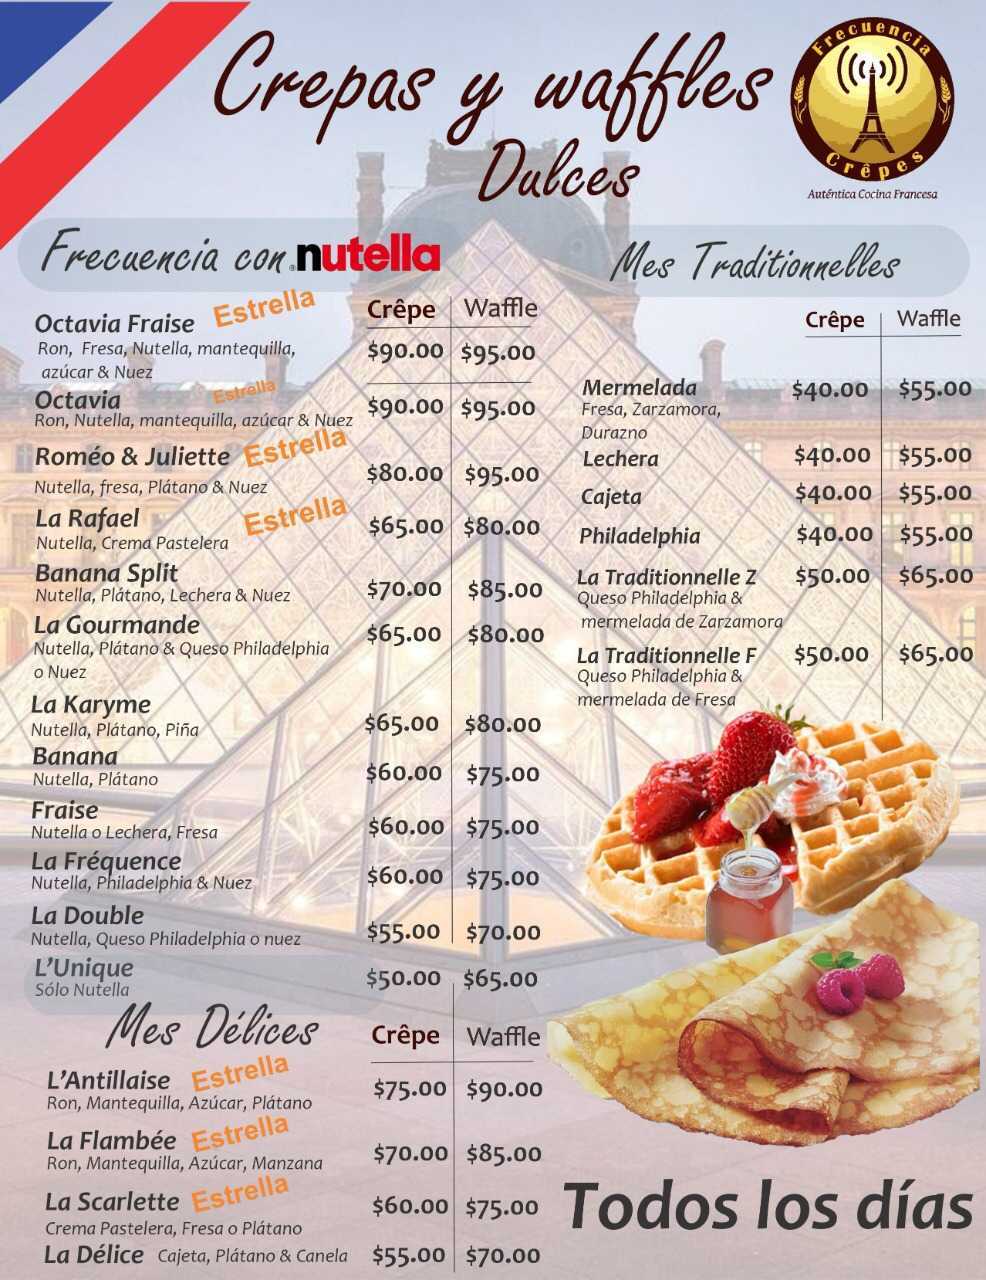 Crepas y waffles
Dulces
Frecuencia
Crêpes
Auténtica Cocina Francesa
Frecuencia con nutella
Crêpe Waffle
Octavia Fraise Estrella
Ron, Fresa, Nutella, mantequilla,
azúcar & Nuez
$90.00 $95.00
Octavia Estrella
Ron, Nutella, mantequilla, azúcar & Nuez
$90.00 $95.00
Roméo & Juliette Estrella
Nutella, fresa, Plátano & Nuez
$80.00 $95.00
La Rafael Estrella
Nutella, Crema Pastelera
$65.00 $80.00
Banana Split
Nutella, Plátano, Lechera & Nuez
$70.00 $85.00
La Gourmande
Nutella, Plátano & Queso Philadelphia
o Nuez
$65.00 $80.00
La Karyme
Nutella, Plátano, Piña
$65.00 $80.00
Banana
Nutella, Plátano
$60.00 $75.00
Fraise
Nutella o Lechera, Fresa
$60.00 $75.00
La Fréquence
Nutella, Philadelphia & Nuez
$60.00 $75.00
La Double
Nutella, Queso Philadelphia o nuez
$55.00 $70.00
L'Unique
Sólo Nutella
$50.00 $65.00
Mes Délices
Crêpe Waffle
L'Antillaise Estrella
Ron, Mantequilla, Azúcar, Plátano
$75.00 $90.00
La Flambée Estrella
Ron, Mantequilla, Azúcar, Manzana
$70.00 $85.00
La Scarlette Estrella
Crema Pastelera, Fresa o Plátano
$60.00 $75.00
La Délice Cajeta, Plátano & Canela $55.00 $70.00
Mes Traditionnelles
Crêpe Waffle
Mermelada $40.00 $55.00
Fresa, Zarzamora,
Durazno
Lechera $40.00 $55.00
Cajeta $40.00 $55.00
Philadelphia $40.00 $55.00
La Traditionnelle Z $50.00 $65.00
Queso Philadelphia &
mermelada de Zarzamora
La Traditionnelle F $50.00 $65.00
Queso Philadelphia &
mermelada de Fresa
Todos los días